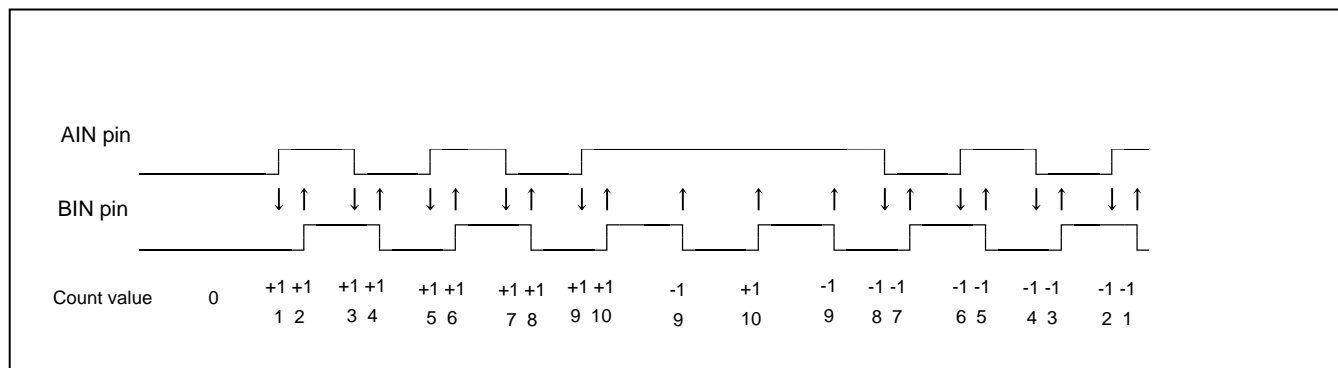 AIN pin
BIN pin
+1 +1 +1 +1 +1 +1 +1 +1 +1 +1 -1 +1 -1 -1 -1 -1 -1 -1 -1 -1 -1
Count value 0 1 2 3 4 5 6 7 8 9 10 9 10 9 8 7 6 5 4 3 2 1